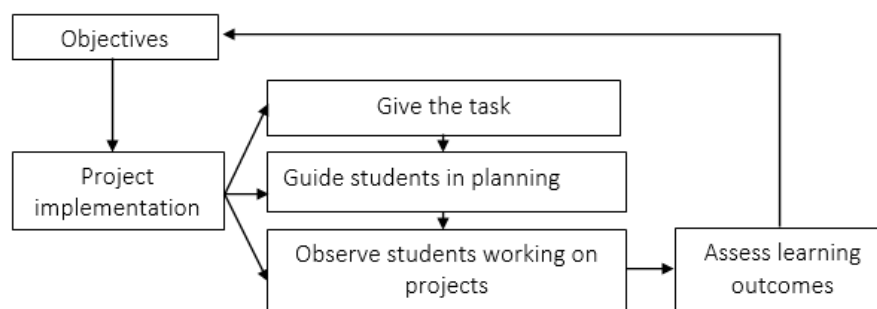 Objectives
Give the task
Project
implementation
Guide students in planning
Observe students working on
projects
Assess learning
outcomes